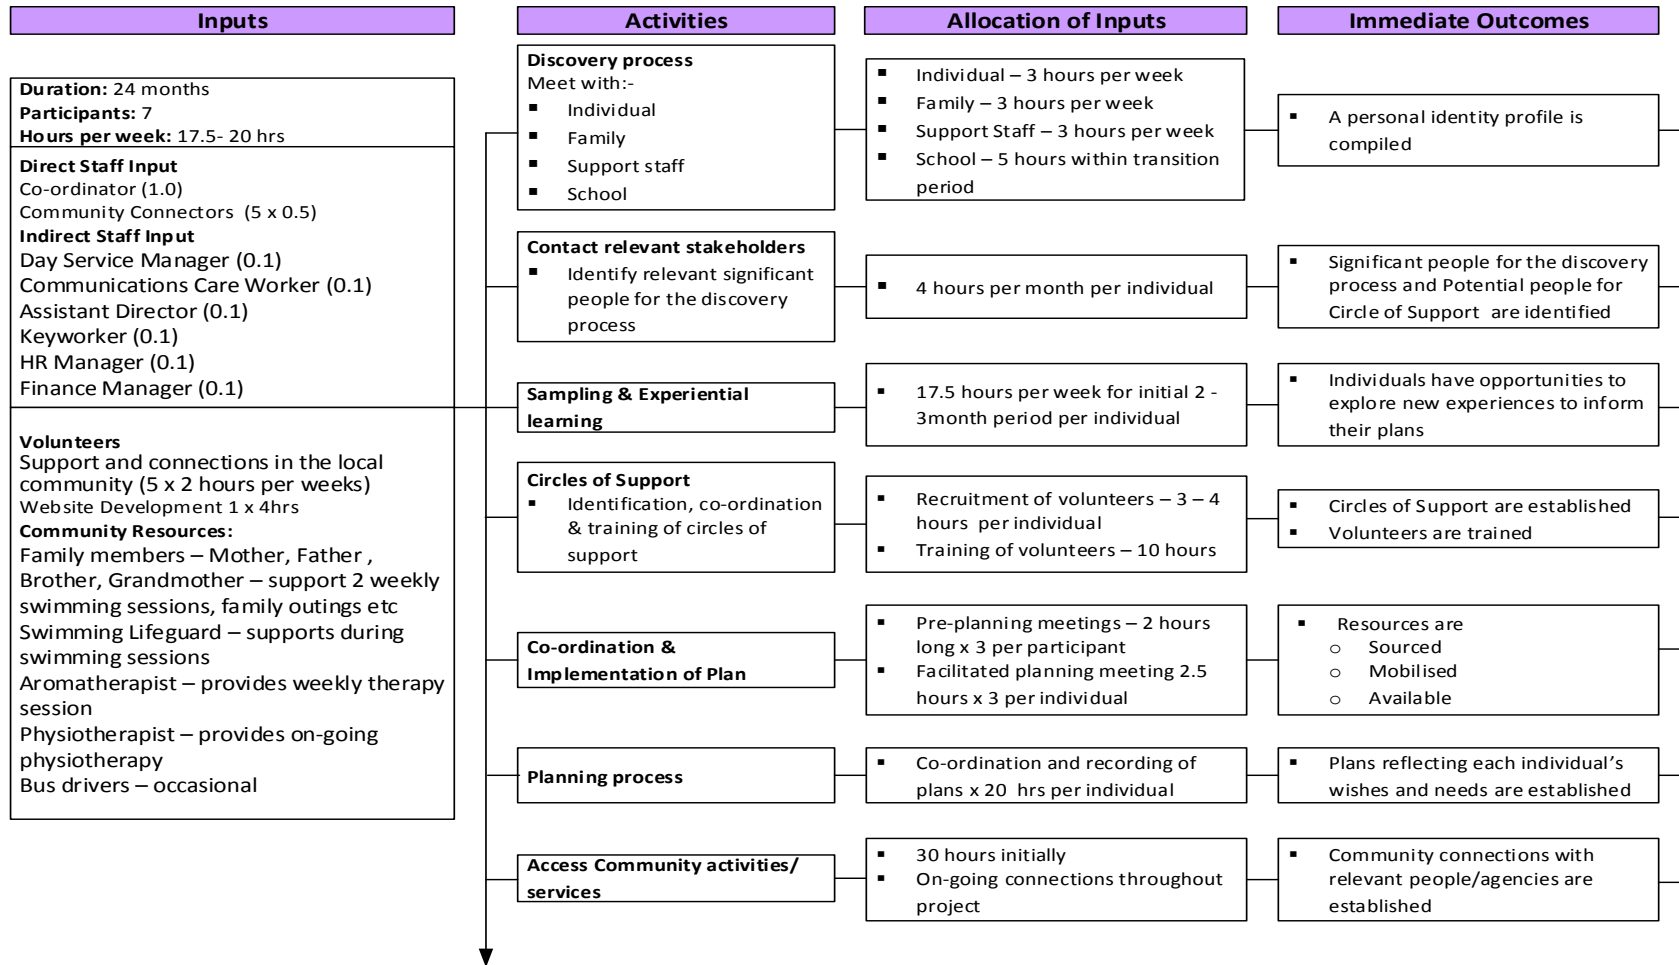 Inputs
Activities
Allocation of Inputs
Immediate Outcomes
Duration: 24 months
Participants: 7
Hours per week: 17.5- 20 hrs
Direct Staff Input
Co-ordinator (1.0)
Community Connectors (5 x 0.5)
Indirect Staff Input
Day Service Manager (0.1)
Communications Care Worker (0.1)
Assistant Director (0.1)
Keyworker (0.1)
HR Manager (0.1)
Finance Manager (0.1)
Volunteers
Support and connections in the local
community (5 x 2 hours per weeks)
Website Development 1 x 4hrs
Community Resources:
Family members – Mother, Father ,
Brother, Grandmother – support 2 weekly
swimming sessions, family outings etc
Swimming Lifeguard – supports during
swimming sessions
Aromatherapist – provides weekly therapy
session
Physiotherapist – provides on-going
physiotherapy
Bus drivers – occasional
Discovery process
Meet with:-
▪ Individual
▪ Family
▪ Support staff
▪ School
▪ Individual – 3 hours per week
▪ Family – 3 hours per week
▪ Support Staff – 3 hours per week
▪ School – 5 hours within transition
period
▪ A personal identity profile is
compiled
Contact relevant stakeholders
▪ Identify relevant significant
people for the discovery
process
▪ 4 hours per month per individual
▪ Significant people for the discovery
process and Potential people for
Circle of Support are identified
Sampling & Experiential
learning
▪ 17.5 hours per week for initial 2 -
3month period per individual
▪ Individuals have opportunities to
explore new experiences to inform
their plans
Circles of Support
▪ Identification, co-ordination
& training of circles of
support
▪ Recruitment of volunteers – 3 – 4
hours per individual
▪ Training of volunteers – 10 hours
▪ Circles of Support are established
▪ Volunteers are trained
Co-ordination &
Implementation of Plan
▪ Pre-planning meetings – 2 hours
long x 3 per participant
▪ Facilitated planning meeting 2.5
hours x 3 per individual
▪ Resources are
o Sourced
o Mobilised
o Available
Planning process
▪ Co-ordination and recording of
plans x 20 hrs per individual
▪ Plans reflecting each individual’s
wishes and needs are established
Access Community activities/
services
▪ 30 hours initially
▪ On-going connections throughout
project
▪ Community connections with
relevant people/agencies are
established